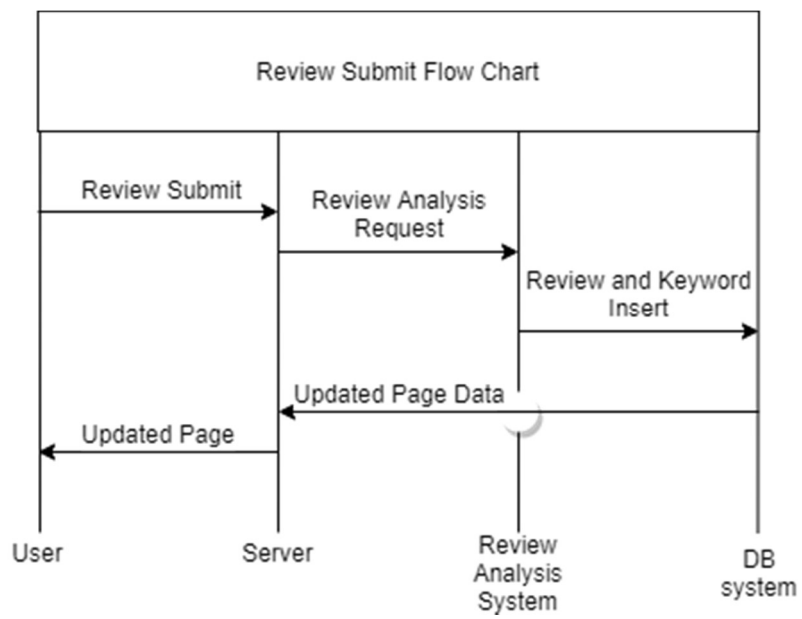 Review Submit Flow Chart
Review Submit
Review Analysis
Request
Review and Keyword
Insert
Updated Page Data
Updated Page
User
Server
Review
Analysis
System
DB
system